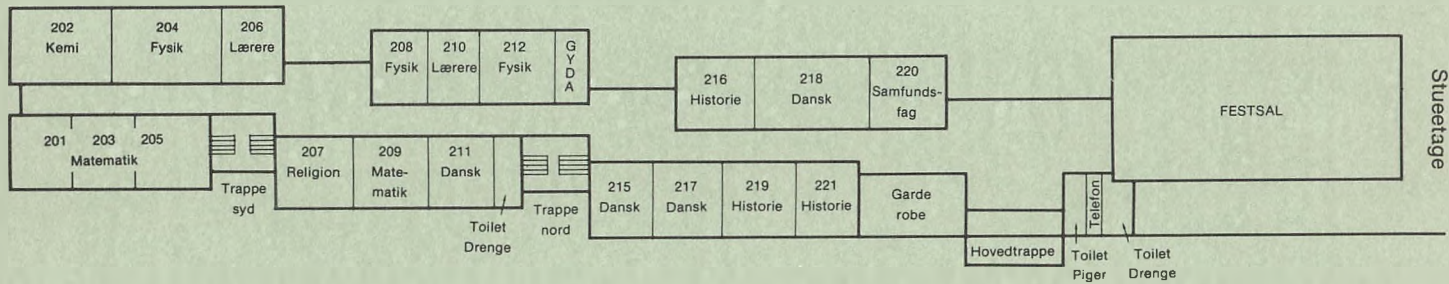 202
Kemi
204
Fysik
206
Lærere
208
Fysik
210
Lærere
212
Fysik
G
Y
D
A
216
Historie
218
Dansk
220
Samfunds-
fag
FESTSAL
Stueetage
201 203 205
Matematik
Trappe
syd
207
Religion
209
Mate-
matik
211
Dansk
Toilet
Drenge
Trappe
nord
215
Dansk
217
Dansk
219
Historie
221
Historie
Garde
robe
Hovedtrappe
Telefon
Toilet
Piger
Toilet
Drenge